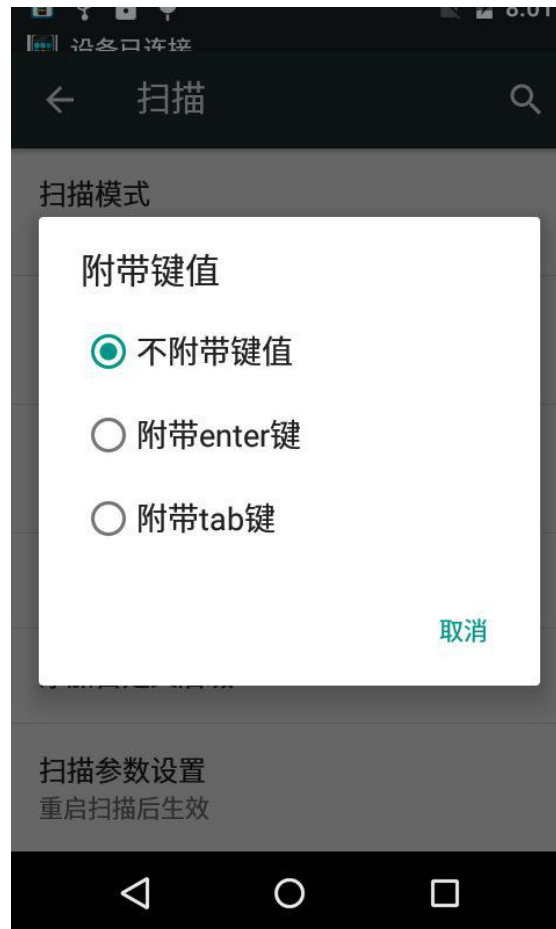 8:01
设备已连接
扫描
扫描模式
附带键值
不附带键值
附带enter键
附带tab键
取消
扫描参数设置
重启扫描后生效